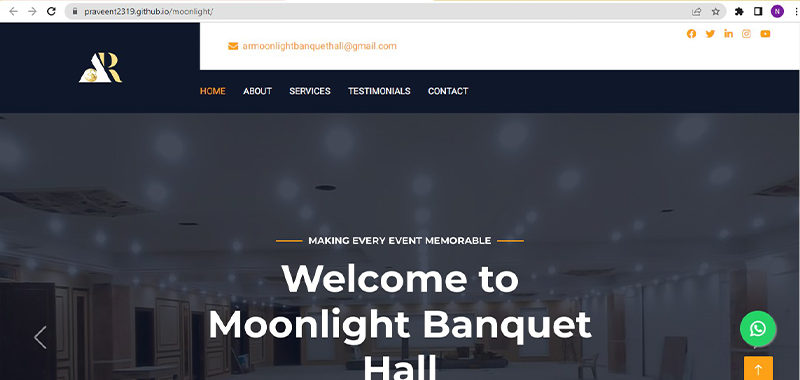 praveent2319.github.io/moonlight/
N
AR
armoonlightbanquethall@gmail.com
HOME ABOUT SERVICES TESTIMONIALS CONTACT
MAKING EVERY EVENT MEMORABLE
Welcome to
Moonlight Banquet
Hall